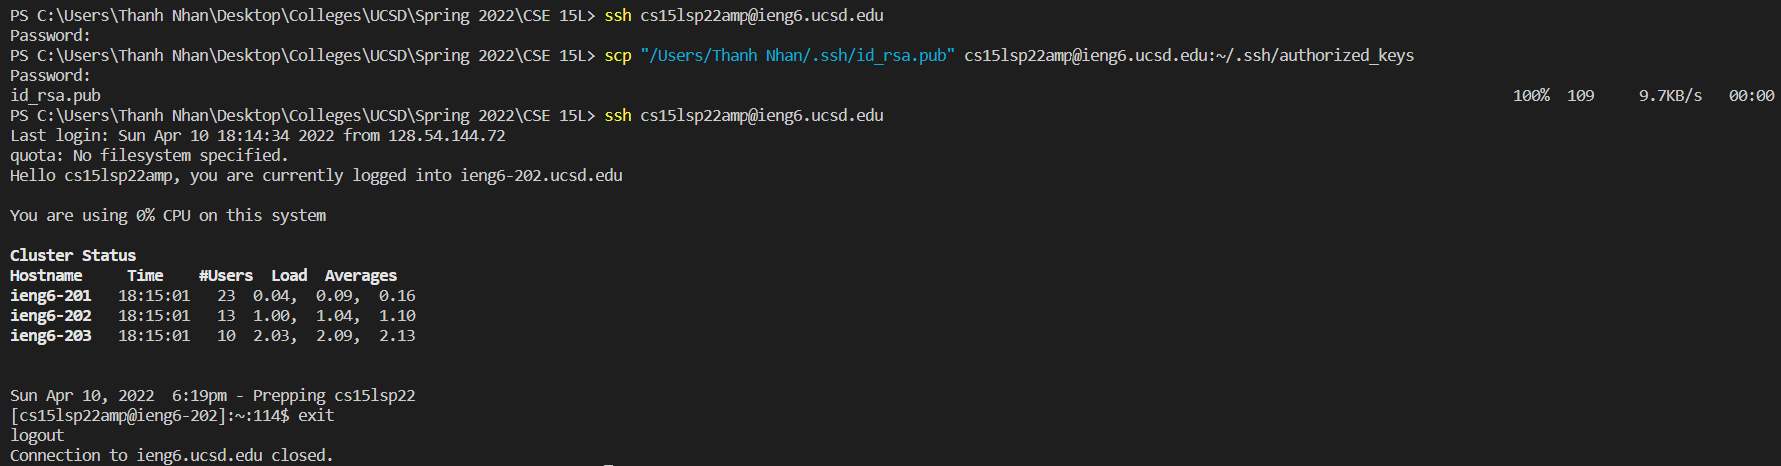 PS C:\Users\Thanh Nhan\Desktop\Colleges\UCSD\Spring 2022\CSE 15L> ssh cs15lsp22amp@ieng6.ucsd.edu
Password:
PS C:\Users\Thanh Nhan\Desktop\Colleges\UCSD\Spring 2022\CSE 15L> scp "/Users/Thanh Nhan/.ssh/id_rsa.pub" cs15lsp22amp@ieng6.ucsd.edu:~/.ssh/authorized_keys
Password:
id_rsa.pub 100% 109 9.7KB/s 00:00
PS C:\Users\Thanh Nhan\Desktop\Colleges\UCSD\Spring 2022\CSE 15L> ssh cs15lsp22amp@ieng6.ucsd.edu
Last login: Sun Apr 10 18:14:34 2022 from 128.54.144.72
quota: No filesystem specified.
Hello cs15lsp22amp, you are currently logged into ieng6-202.ucsd.edu
You are using 0% CPU on this system
Cluster Status
Hostname Time #Users Load Averages
ieng6-201 18:15:01 23 0.04, 0.09, 0.16
ieng6-202 18:15:01 13 1.00, 1.04, 1.10
ieng6-203 18:15:01 10 2.03, 2.09, 2.13
Sun Apr 10, 2022 6:19pm - Prepping cs15lsp22
[cs15lsp22amp@ieng6-202]:~:114$ exit
logout
Connection to ieng6.ucsd.edu closed.